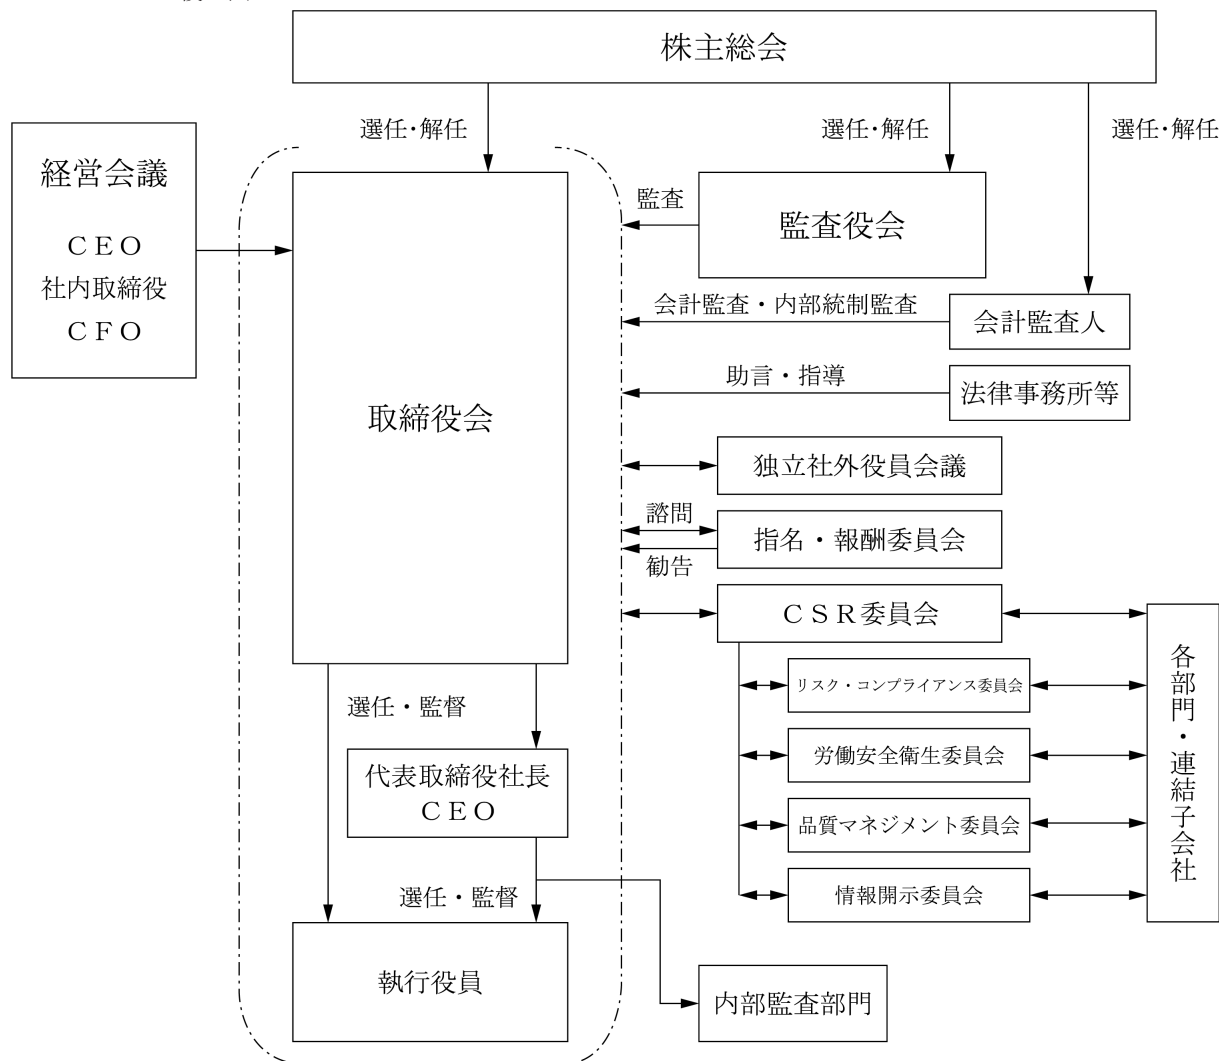 株主総会
選任・解任
選任・解任
選任・解任
経営会議
ＣＥＯ
社内取締役
ＣＦＯ
監査
監査役会
会計監査・内部統制監査
会計監査人
助言・指導
法律事務所等
取締役会
独立社外役員会議
諮問
指名・報酬委員会
勧告
ＣＳＲ委員会
リスク・コンプライアンス委員会
労働安全衛生委員会
品質マネジメント委員会
情報開示委員会
各部門・連結子会社
選任・監督
代表取締役社長
ＣＥＯ
選任・監督
執行役員
内部監査部門